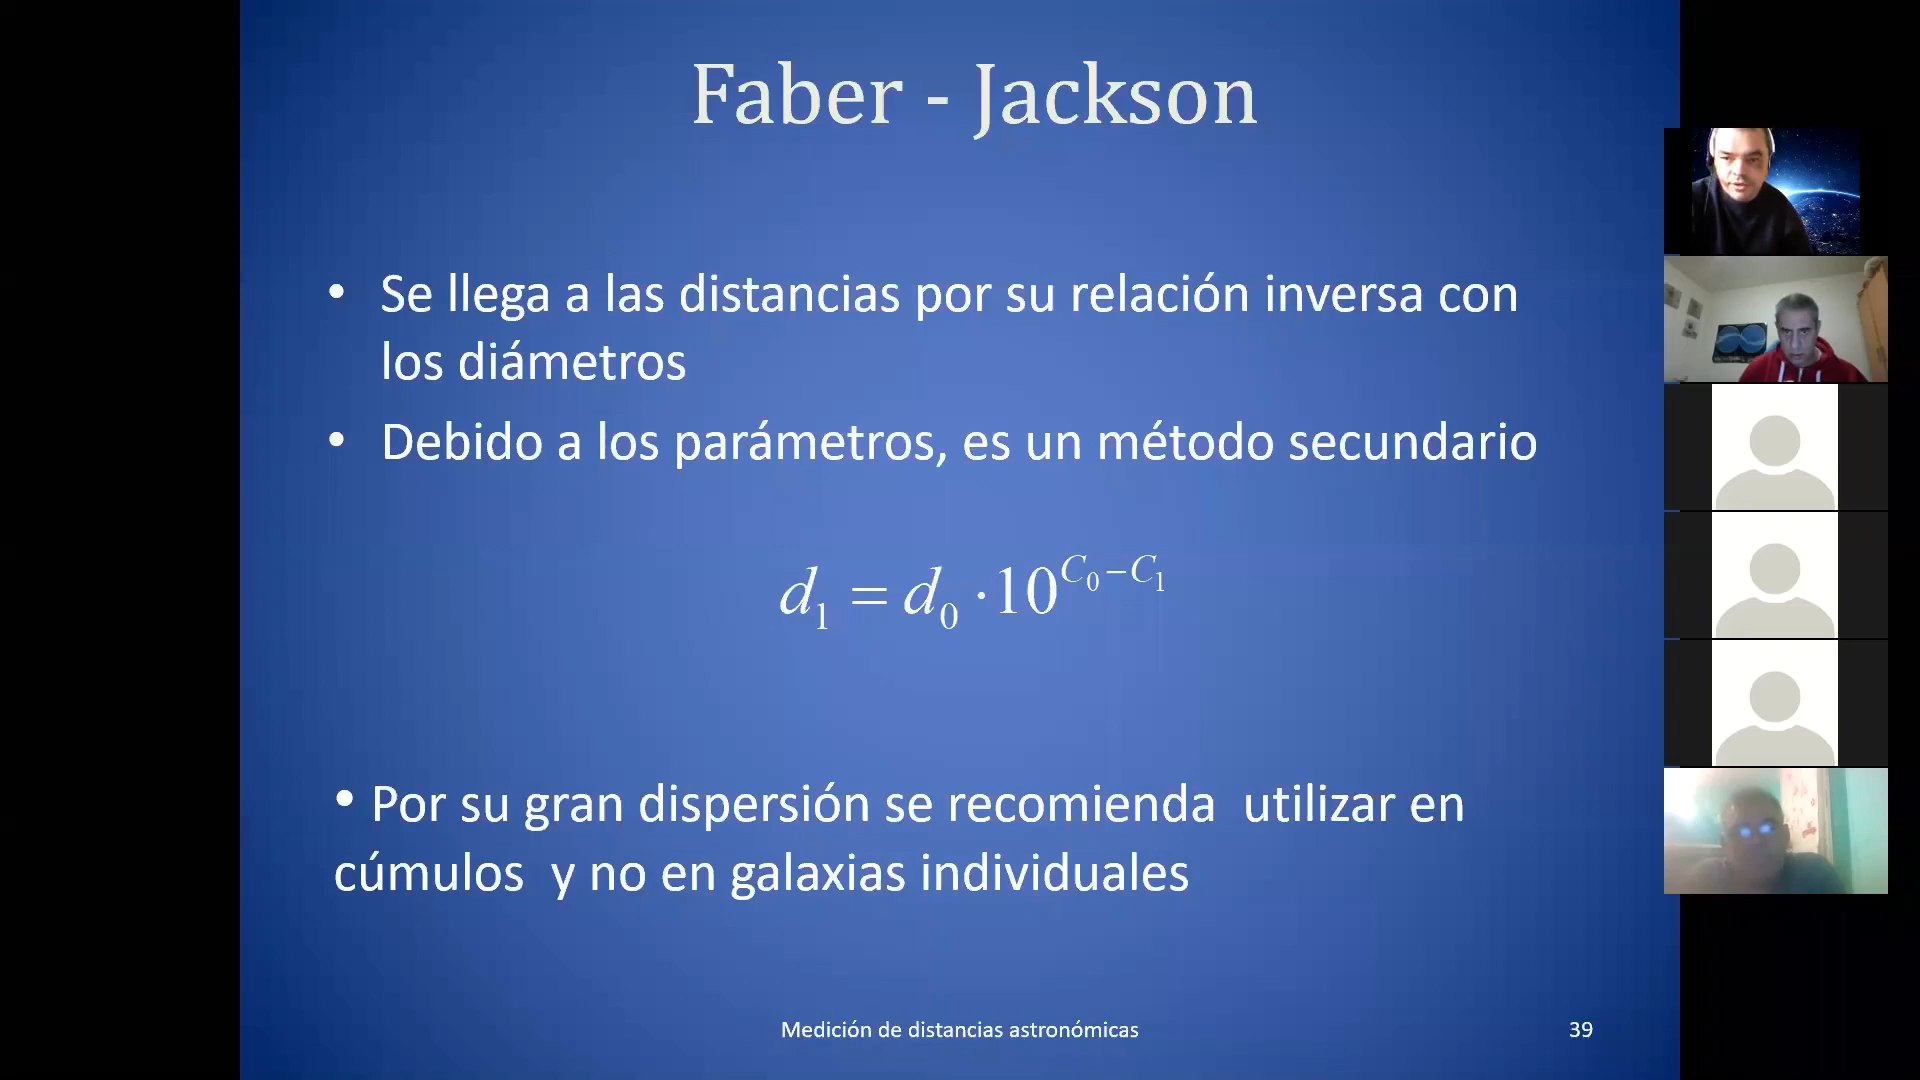 Faber - Jackson
• Se llega a las distancias por su relación inversa con
los diámetros
• Debido a los parámetros, es un método secundario
d₁ = d₀ · 10^(C₀ − C₁)
• Por su gran dispersión se recomienda utilizar en
cúmulos y no en galaxias individuales
Medición de distancias astronómicas
39